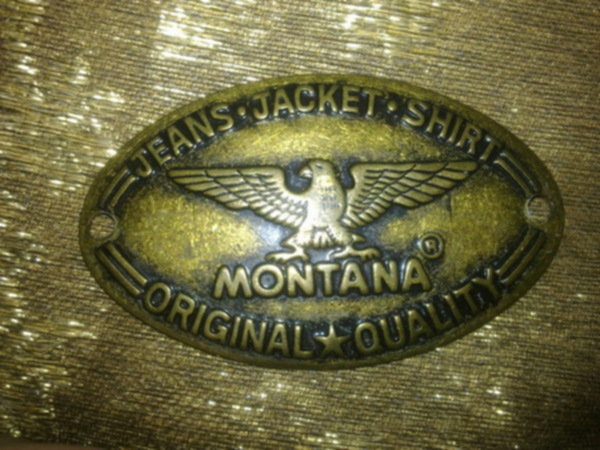 JEANS · JACKET · SHIRT
MONTANA®
ORIGINAL ★ QUALITY